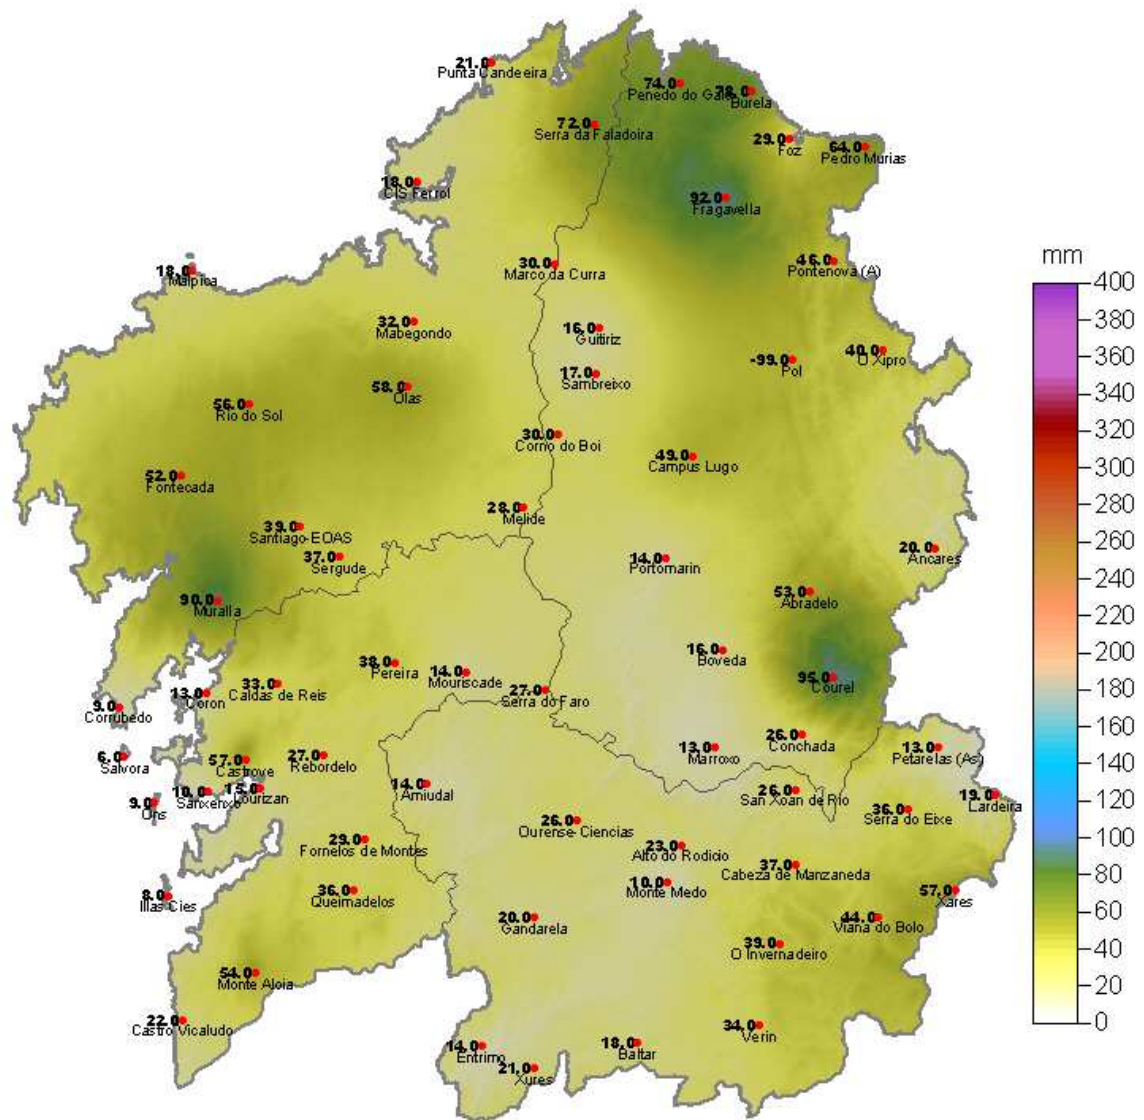 21.0
Punta Candeeira
74.0
Penedo do Galo
78.0
Burela
72.0
Serra da Faladoira
29.0
Foz
64.0
Pedro Murias
18.0
CIS Ferrol
92.0
Fragavella
mm
18.0
Malpica
30.0
Marco da Curra
46.0
Pontenova (A)
400
380
360
340
320
300
280
260
240
220
200
180
160
140
120
100
80
60
40
20
0
32.0
Mabegondo
16.0
Guitiriz
-99.0
Pol
40.0
O Xipro
17.0
Sambreixo
58.0
Olas
56.0
Rio do Sol
30.0
Corno do Boi
49.0
Campus Lugo
52.0
Fontecada
28.0
Melide
39.0
Santiago-EOAS
37.0
Sergude
14.0
Portomarin
20.0
Ancares
53.0
Abradelo
90.0
Muralla
16.0
Boveda
38.0
Pereira
14.0
Mouriscade
95.0
Courel
33.0
Caldas de Reis
13.0
Coron
27.0
Serra do Faro
9.0
Corrubedo
26.0
Conchada
13.0
Marroxo
13.0
Petarelas (As)
6.0
Salvora
57.0
Castrove
27.0
Rebordelo
14.0
Amiudal
10.0
Sanxenxo
15.0
Lourizan
26.0
San Xoan de Rio
19.0
Lardeira
9.0
Ons
36.0
Serra do Eixe
26.0
Ourense-Ciencias
29.0
Fornelos de Montes
23.0
Alto do Rodicio
37.0
Cabeza de Manzaneda
10.0
Monte Medo
8.0
Illas Cies
36.0
Queimadelos
57.0
Xares
20.0
Gandarela
44.0
Viana do Bolo
39.0
O Invernadeiro
54.0
Monte Aloia
22.0
Castro Vicaludo
34.0
Verin
14.0
Entrimo
18.0
Baltar
21.0
Xures